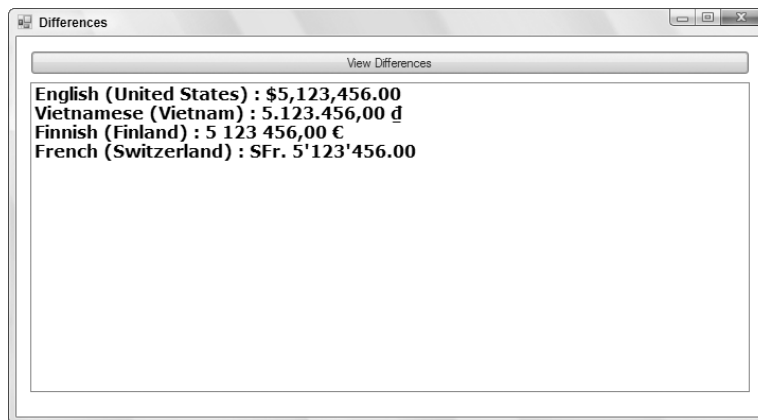 Differences
View Differences
English (United States) : $5,123,456.00
Vietnamese (Vietnam) : 5.123.456,00 ₫
Finnish (Finland) : 5 123 456,00 €
French (Switzerland) : SFr. 5'123'456.00